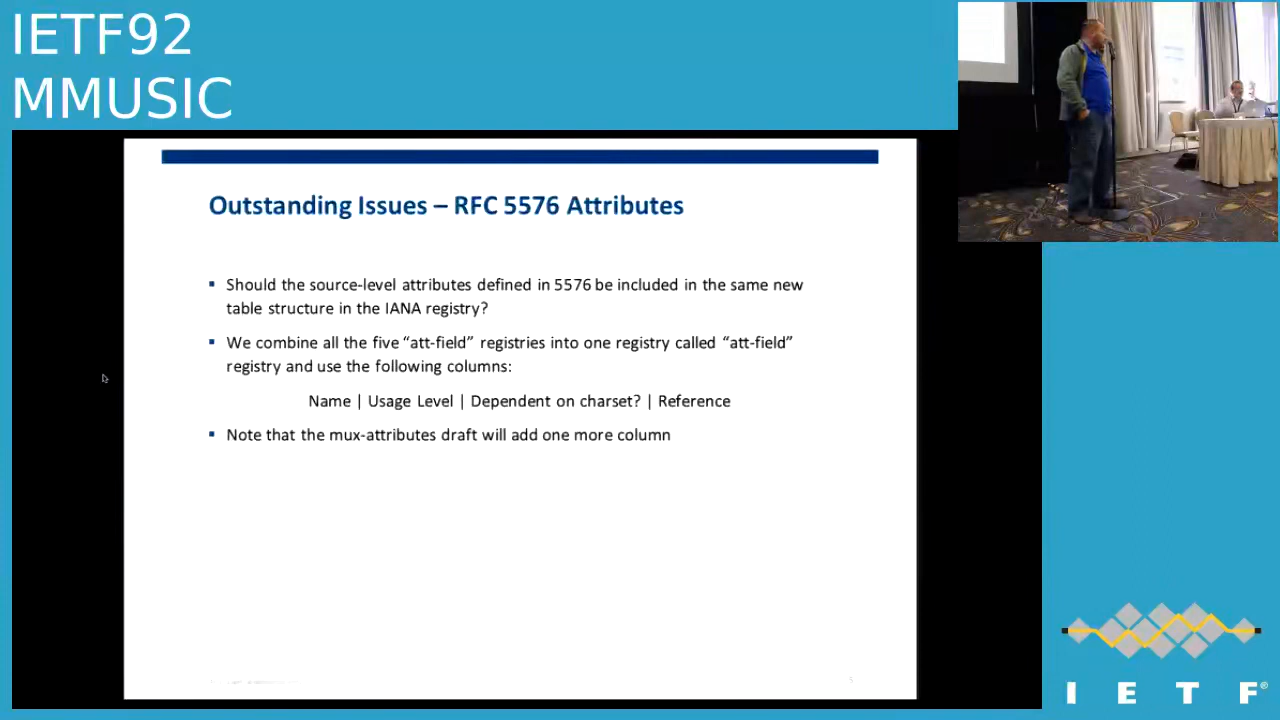 IETF92
MMUSIC
Outstanding Issues – RFC 5576 Attributes
▪ Should the source-level attributes defined in 5576 be included in the same new
table structure in the IANA registry?
▪ We combine all the five “att-field” registries into one registry called “att-field”
registry and use the following columns:
Name | Usage Level | Dependent on charset? | Reference
▪ Note that the mux-attributes draft will add one more column
I E T F®